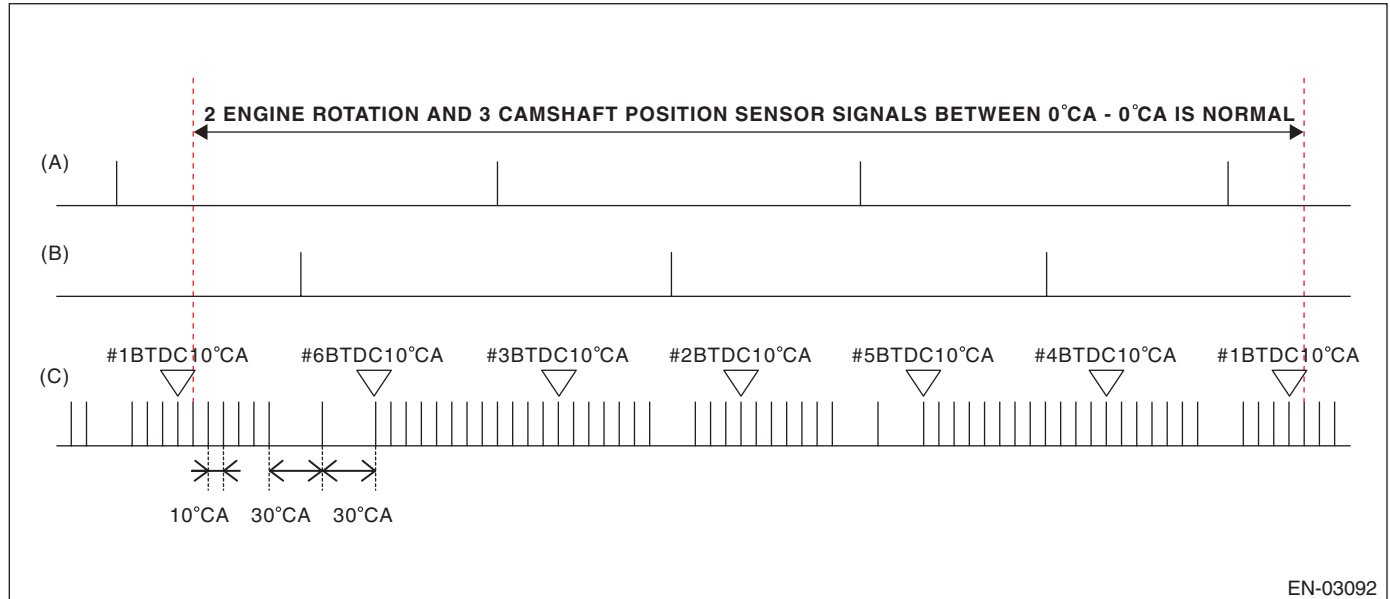 2 ENGINE ROTATION AND 3 CAMSHAFT POSITION SENSOR SIGNALS BETWEEN 0°CA - 0°CA IS NORMAL
(A)
(B)
#1BTDC10°CA #6BTDC10°CA #3BTDC10°CA #2BTDC10°CA #5BTDC10°CA #4BTDC10°CA #1BTDC10°CA
(C)
10°CA 30°CA 30°CA
EN-03092